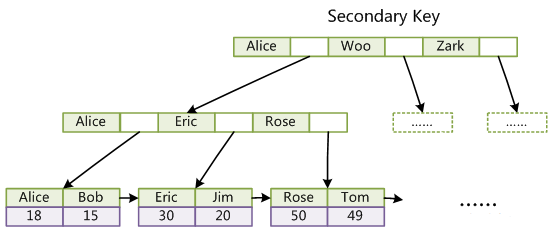 Secondary Key
Alice Woo Zark
Alice Eric Rose
...... ......
Alice Bob Eric Jim Rose Tom
18 15 30 20 50 49
......